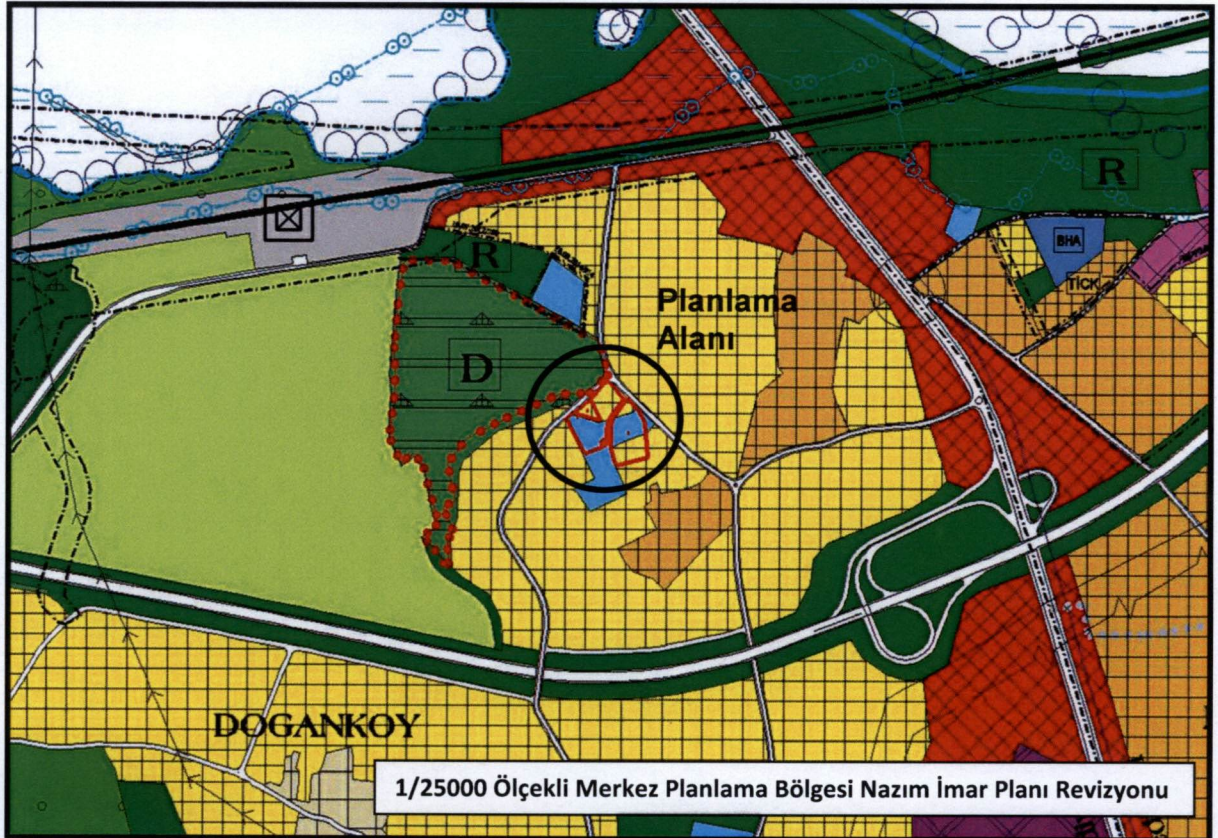 R
R
BHA
TİCK
Planlama
Alanı
D
DOGANKOY
1/25000 Ölçekli Merkez Planlama Bölgesi Nazım İmar Planı Revizyonu